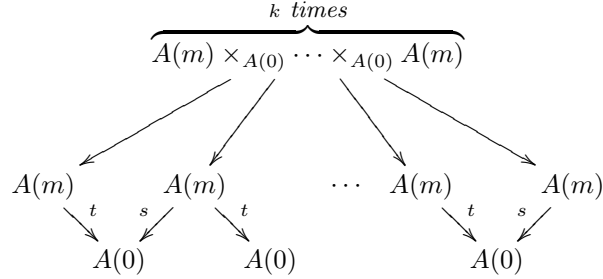 k times
A(m) ×_{A(0)} ⋯ ×_{A(0)} A(m)
A(m) A(m) ⋯ A(m) A(m)
t s t t s
A(0) A(0) A(0)